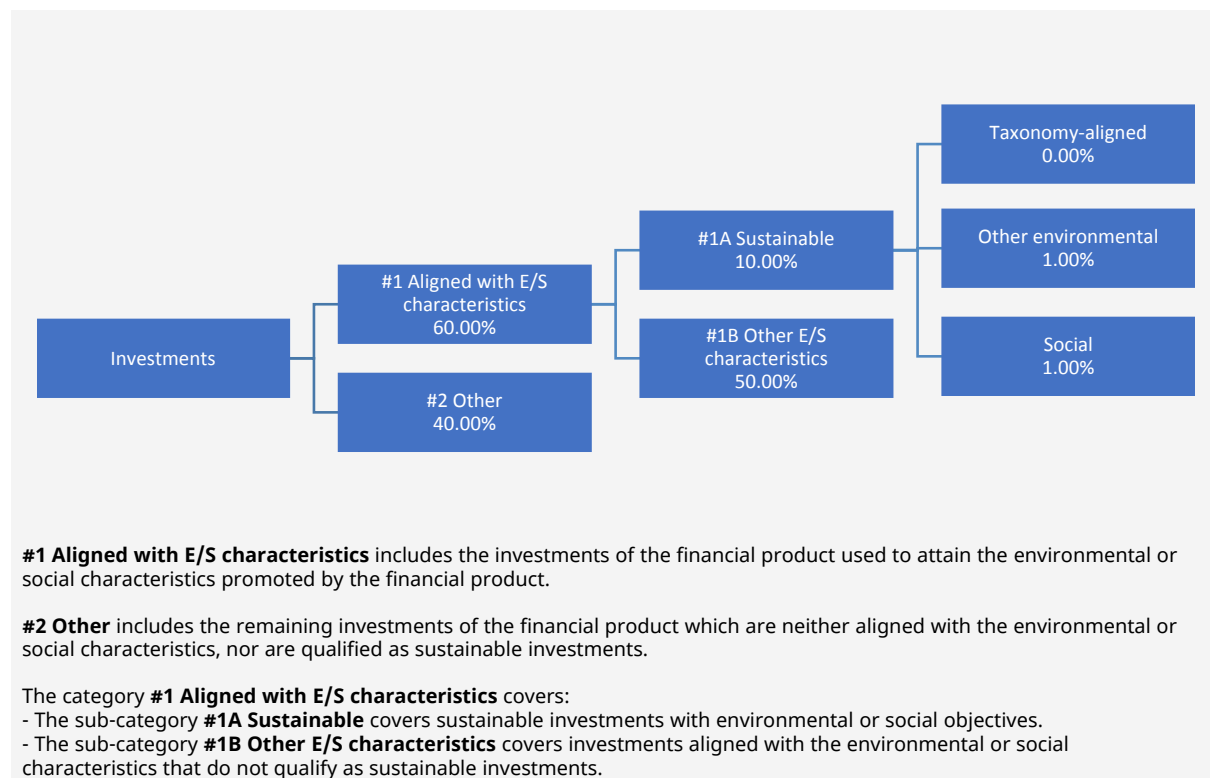 Investments
#1 Aligned with E/S
characteristics
60.00%
#2 Other
40.00%
#1A Sustainable
10.00%
#1B Other E/S
characteristics
50.00%
Taxonomy-aligned
0.00%
Other environmental
1.00%
Social
1.00%
#1 Aligned with E/S characteristics includes the investments of the financial product used to attain the environmental or
social characteristics promoted by the financial product.
#2 Other includes the remaining investments of the financial product which are neither aligned with the environmental or
social characteristics, nor are qualified as sustainable investments.
The category #1 Aligned with E/S characteristics covers:
- The sub-category #1A Sustainable covers sustainable investments with environmental or social objectives.
- The sub-category #1B Other E/S characteristics covers investments aligned with the environmental or social
characteristics that do not qualify as sustainable investments.